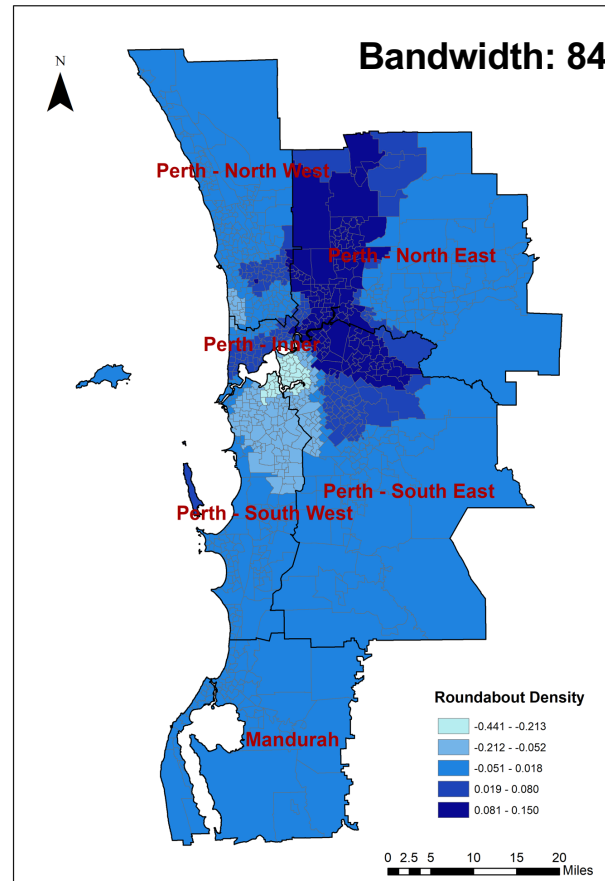 Bandwidth: 84
N
Perth - North West
Perth - North East
Perth - Inner
Perth - South East
Perth - South West
Mandurah
Roundabout Density
-0.441 - -0.213
-0.212 - -0.052
-0.051 - 0.018
0.019 - 0.080
0.081 - 0.150
0 2.5 5 10 15 20
Miles